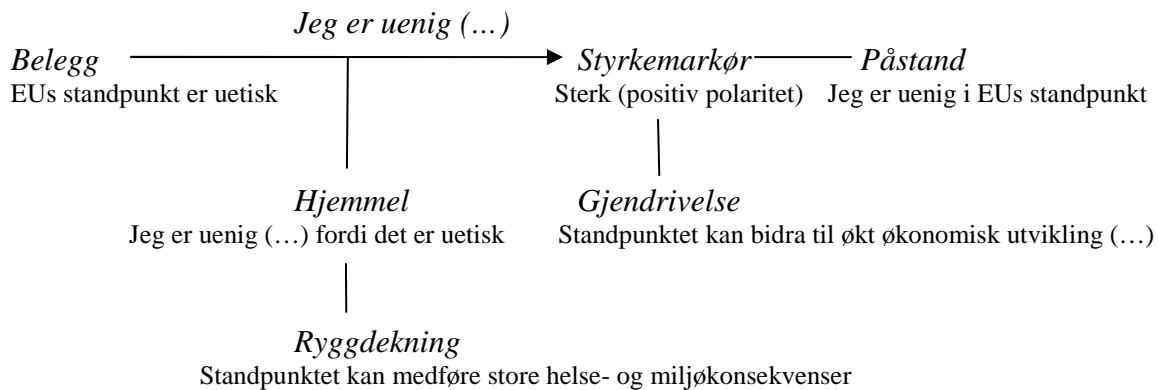 Jeg er uenig (…)
Belegg Styrkemarkør Påstand
EUs standpunkt er uetisk Sterk (positiv polaritet) Jeg er uenig i EUs standpunkt
Hjemmel Gjendrivelse
Jeg er uenig (…) fordi det er uetisk Standpunktet kan bidra til økt økonomisk utvikling (…)
Ryggdekning
Standpunktet kan medføre store helse- og miljøkonsekvenser